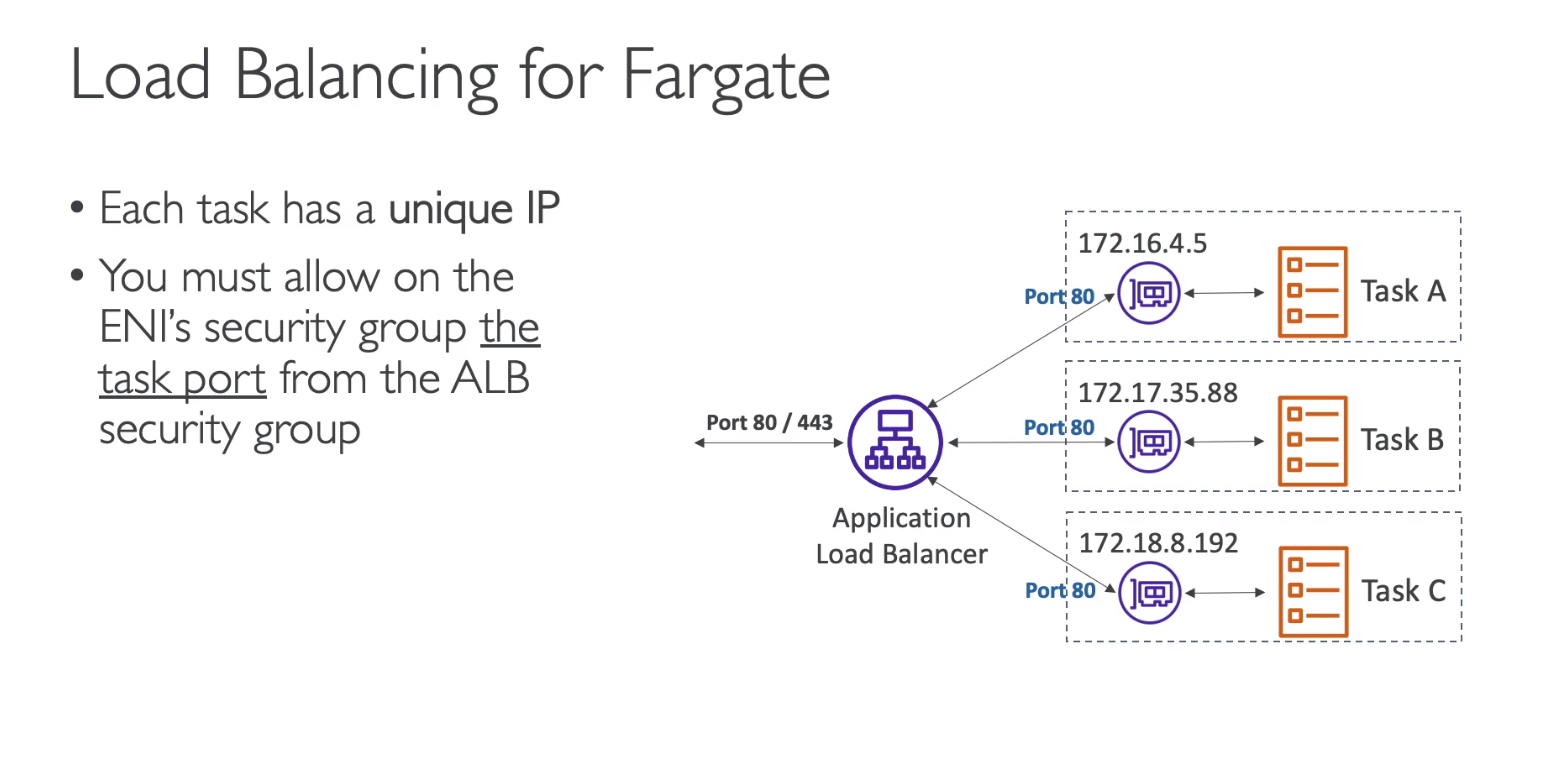 Load Balancing for Fargate
• Each task has a unique IP
• You must allow on the
ENI’s security group the
task port from the ALB
security group
Port 80 / 443
Application
Load Balancer
172.16.4.5
Port 80
Task A
172.17.35.88
Port 80
Task B
172.18.8.192
Port 80
Task C